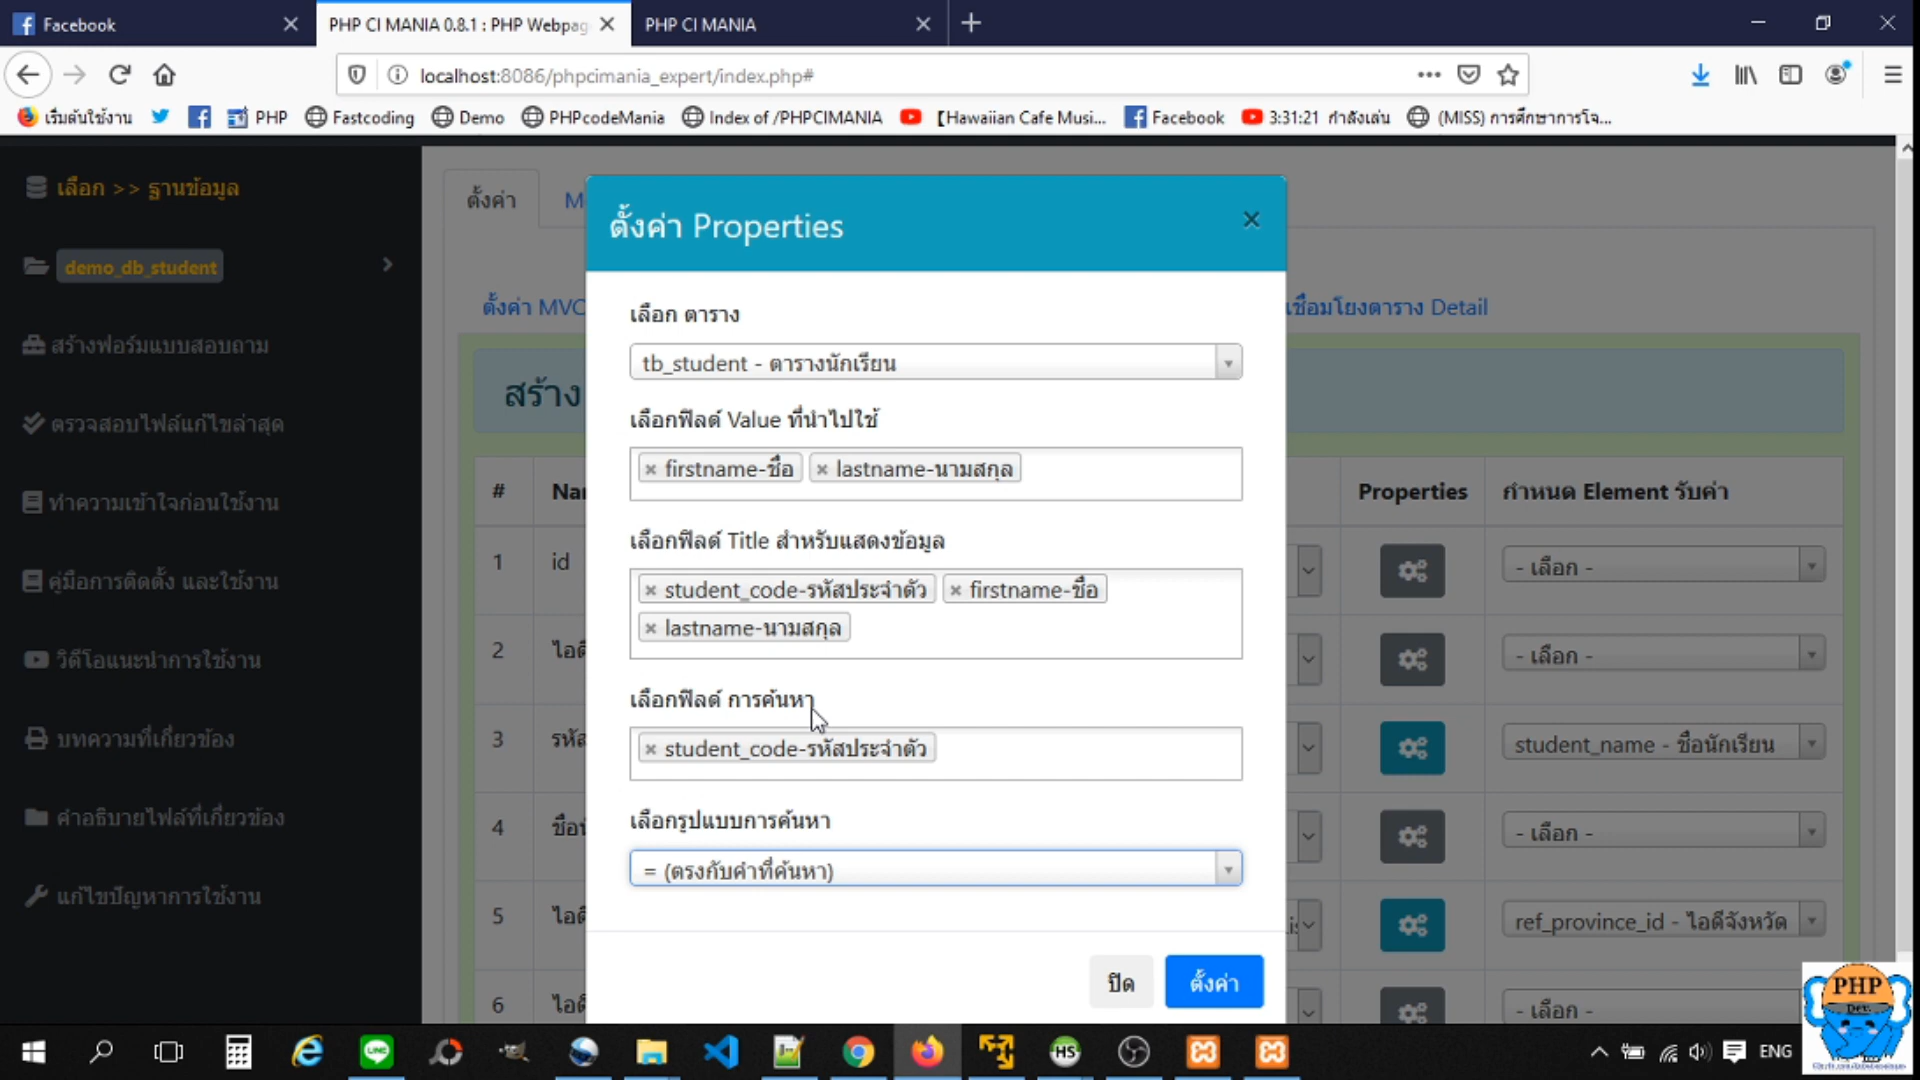 Facebook
PHP CI MANIA 0.8.1 : PHP Webpag
PHP CI MANIA
localhost:8086/phpcimania_expert/index.php#
เริ่มต้นใช้งาน
PHP
Fastcoding
Demo
PHPcodeMania
Index of /PHPCIMANIA
【Hawaiian Cafe Musi...
Facebook
3:31:21 กำลังเล่น
(MISS) การศึกษาการโจ...
เลือก >> ฐานข้อมูล
demo_db_student
สร้างฟอร์มแบบสอบถาม
ตรวจสอบไฟล์แก้ไขล่าสุด
ทำความเข้าใจก่อนใช้งาน
คู่มือการติดตั้ง และใช้งาน
วิดีโอแนะนำการใช้งาน
บทความที่เกี่ยวข้อง
คำอธิบายไฟล์ที่เกี่ยวข้อง
แก้ไขปัญหาการใช้งาน
ตั้งค่า
M
ตั้งค่า MVC
เชื่อมโยงตาราง Detail
สร้าง
ตั้งค่า Properties
×
เลือก ตาราง
tb_student - ตารางนักเรียน
เลือกฟิลด์ Value ที่นำไปใช้
× firstname-ชื่อ × lastname-นามสกุล
เลือกฟิลด์ Title สำหรับแสดงข้อมูล
× student_code-รหัสประจำตัว × firstname-ชื่อ
× lastname-นามสกุล
เลือกฟิลด์ การค้นหา
× student_code-รหัสประจำตัว
เลือกรูปแบบการค้นหา
= (ตรงกับคำที่ค้นหา)
ปิด ตั้งค่า
# Nar Properties กำหนด Element รับค่า
1 id - เลือก -
2 ไอดี - เลือก -
3 รหัส student_name - ชื่อนักเรียน
4 ชื่อ - เลือก -
5 ไอดี ref_province_id - ไอดีจังหวัด
6 ไอดี - เลือก -
PHP
Dev.
LINE
HS
ENG